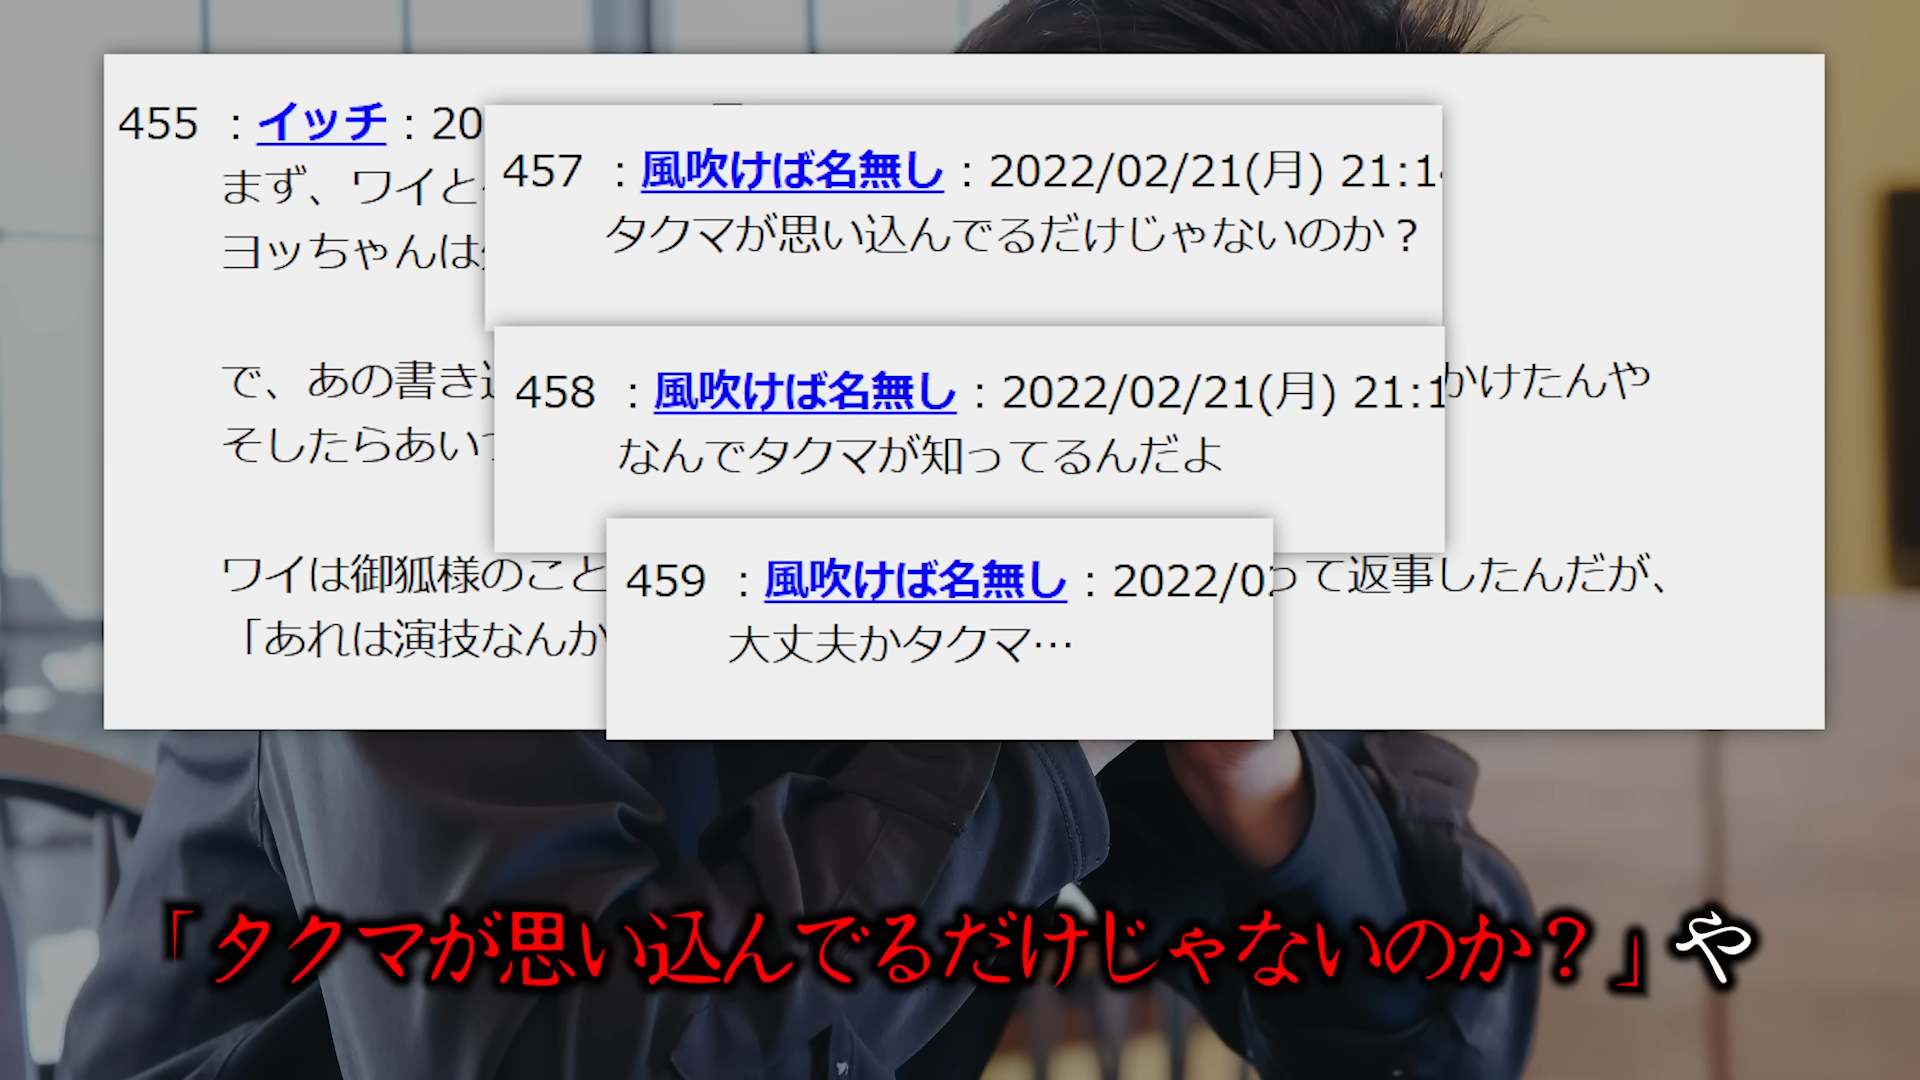 455 ：イッチ：20
まず、ワイと
ヨッちゃんは
で、あの書き込
かけたんや
そしたらあい
ワイは御狐様のこと
って返事したんだが、
「あれは演技なんか
457 ：風吹けば名無し：2022/02/21(月) 21:14
タクマが思い込んでるだけじゃないのか？
458 ：風吹けば名無し：2022/02/21(月) 21:1
なんでタクマが知ってるんだよ
459 ：風吹けば名無し：2022/0
大丈夫かタクマ…
「タクマが思い込んでるだけじゃないのか？」や